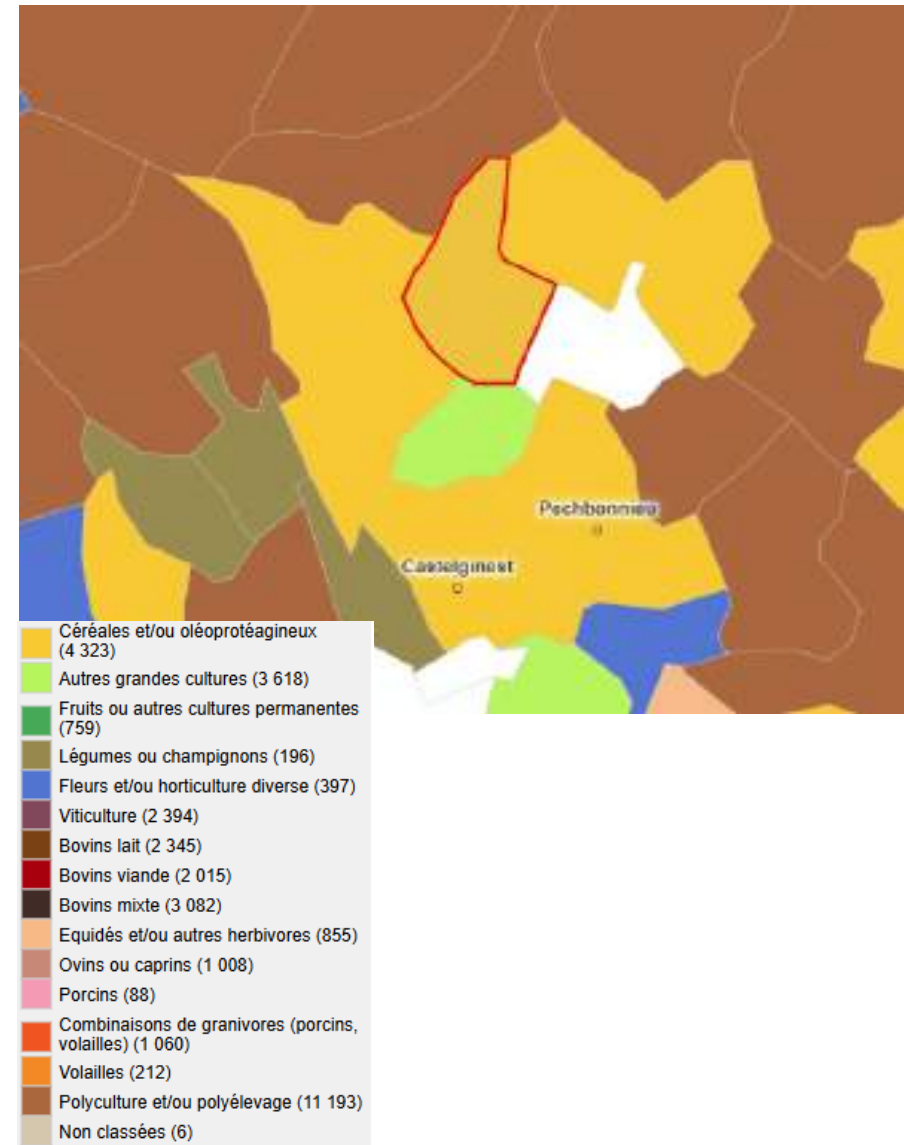 Pechbonnieu
Castelginest
Céréales et/ou oléoprotéagineux
(4 323)
Autres grandes cultures (3 618)
Fruits ou autres cultures permanentes
(759)
Légumes ou champignons (196)
Fleurs et/ou horticulture diverse (397)
Viticulture (2 394)
Bovins lait (2 345)
Bovins viande (2 015)
Bovins mixte (3 082)
Equidés et/ou autres herbivores (855)
Ovins ou caprins (1 008)
Porcins (88)
Combinaisons de granivores (porcins,
volailles) (1 060)
Volailles (212)
Polyculture et/ou polyélevage (11 193)
Non classées (6)